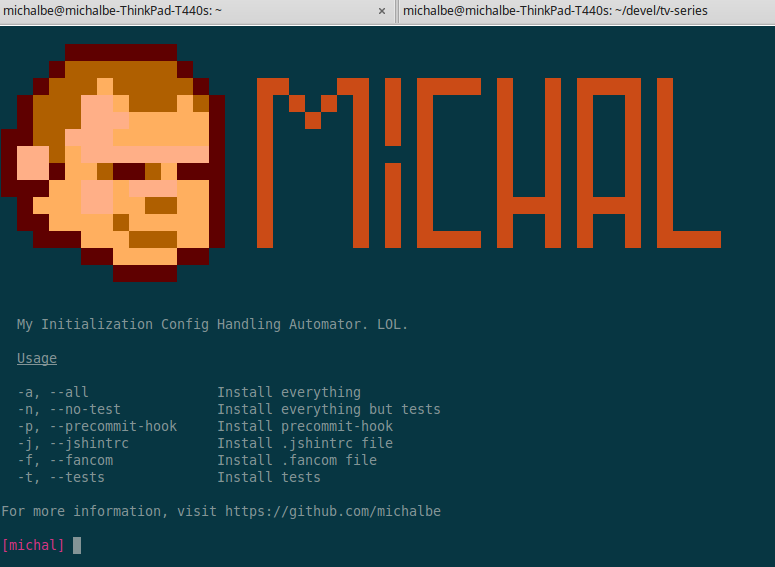 michalbe@michalbe-ThinkPad-T440s: ~ × michalbe@michalbe-ThinkPad-T440s: ~/devel/tv-series
MiCHAL
My Initialization Config Handling Automator. LOL.
Usage
-a, --all Install everything
-n, --no-test Install everything but tests
-p, --precommit-hook Install precommit-hook
-j, --jshintrc Install .jshintrc file
-f, --fancom Install .fancom file
-t, --tests Install tests
For more information, visit https://github.com/michalbe
[michal]